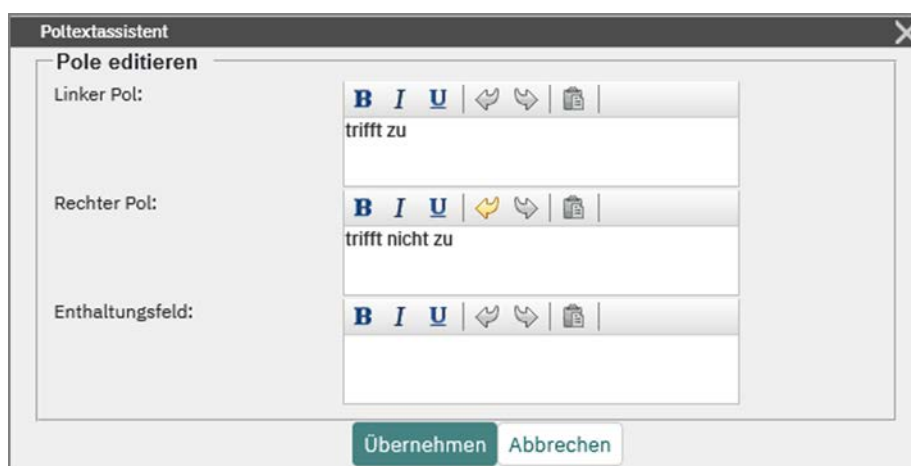 Poltextassistent
Pole editieren
Linker Pol:
B I U
trifft zu
Rechter Pol:
B I U
trifft nicht zu
Enthaltungsfeld:
B I U
Übernehmen Abbrechen